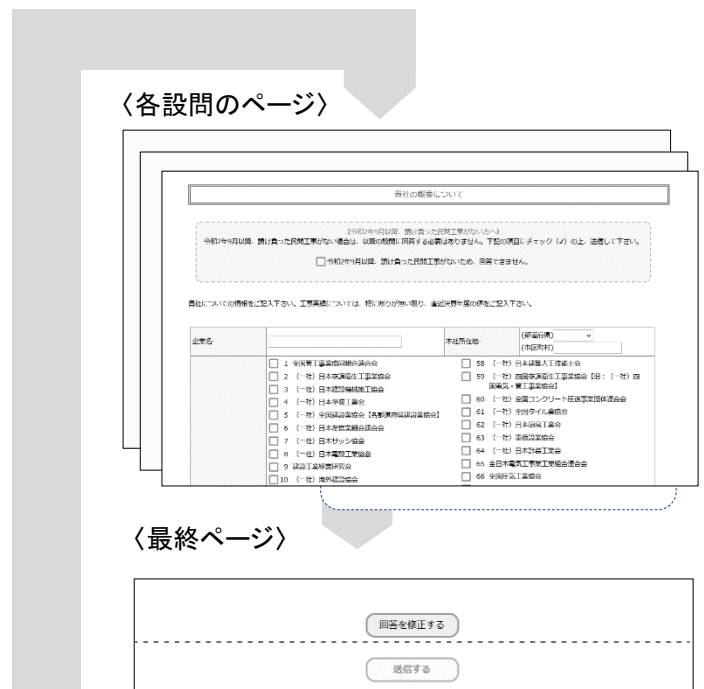 〈各設問のページ〉
貴社の概要について
【令和2年9月以降、請け負った民間工事がない方へ】
令和2年9月以降、請け負った民間工事がない場合は、以降の設問に回答する必要はありません。下記の項目にチェック（✓）の上、送信して下さい。
令和2年9月以降、請け負った民間工事がないため、回答できません。
貴社についての情報をご記入下さい。工事実績については、特に断りが無い限り、直近決算年度の値をご記入下さい。
企業名
本社所在地
(都道府県)
(市区町村)
1 全国管工事業協同組合連合会
2 （一社）日本空調衛生工事業協会
3 （一社）日本建設機械施工協会
4 （一社）日本塗装工業会
5 （一社）全国建設業協会【各都道府県建設業協会】
6 （一社）日本左官業組合連合会
7 （一社）日本サッシ協会
8 （一社）日本電設工業協会
9 建設工業経営研究会
10 （一社）海外建設協会
58 （一社）日本建築大工技能士会
59 （一社）四国空調衛生工事業協会【旧：（一社）四
国電気・管工事業協会】
60 （一社）全国コンクリート圧送事業団体連合会
61 （一社）全国タイル業協会
62 （一社）日本厨房工業会
63 （一社）重仮設業協会
64 （一社）日本計装工業会
65 全日本電気工事業工業組合連合会
66 全国圧気工業協会
〈最終ページ〉
回答を修正する
送信する